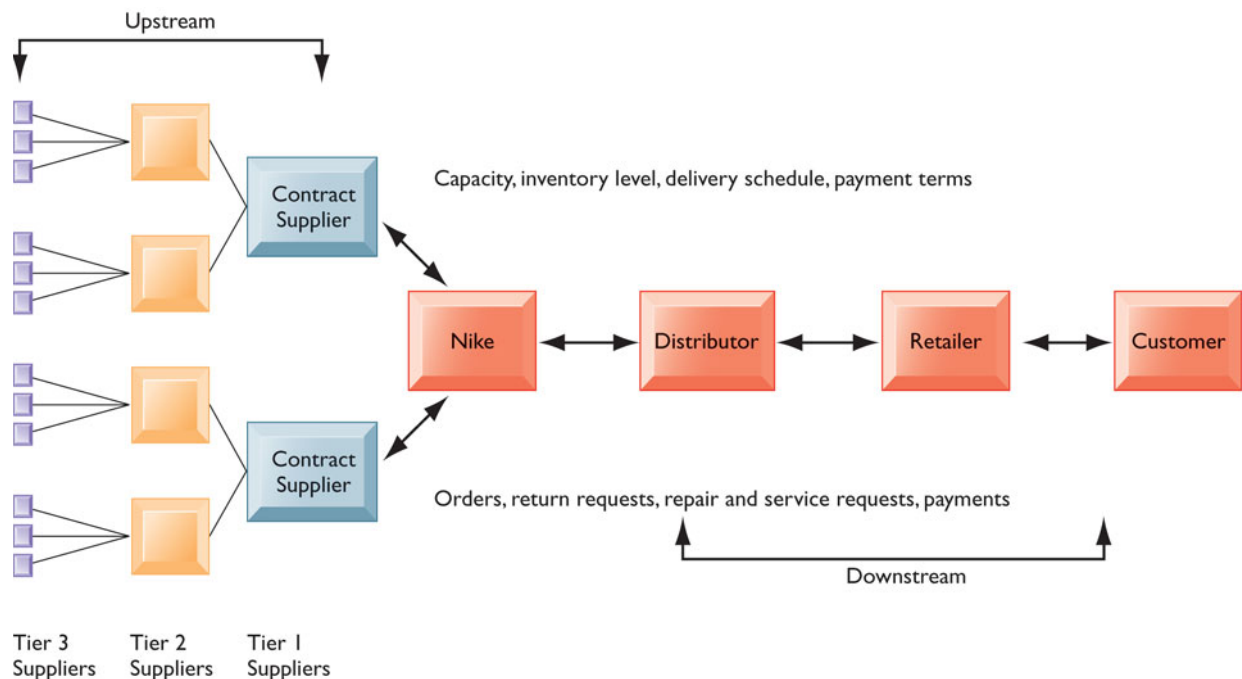 Upstream
Contract
Supplier
Capacity, inventory level, delivery schedule, payment terms
Nike
Distributor
Retailer
Customer
Contract
Supplier
Orders, return requests, repair and service requests, payments
Downstream
Tier 3
Suppliers
Tier 2
Suppliers
Tier 1
Suppliers